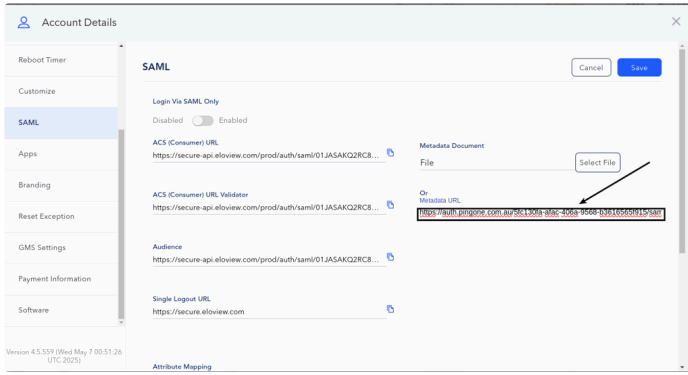 Account Details
Reboot Timer
Customize
SAML
Apps
Branding
Reset Exception
GMS Settings
Payment Information
Software
Version 4.5.559 (Wed May 7 00:51:26
UTC 2025)
SAML
Cancel
Save
Login Via SAML Only
Disabled
Enabled
ACS (Consumer) URL
https://secure-api.eloview.com/prod/auth/saml/01JASAKQ2RC8...
ACS (Consumer) URL Validator
https://secure-api.eloview.com/prod/auth/saml/01JASAKQ2RC8...
Audience
https://secure-api.eloview.com/prod/auth/saml/01JASAKQ2RC8...
Single Logout URL
https://secure.eloview.com
Attribute Mapping
Metadata Document
File
Select File
Or
Metadata URL
https://auth.pingone.com.au/5fc130fa-afac-406a-9568-b3616565f915/sam